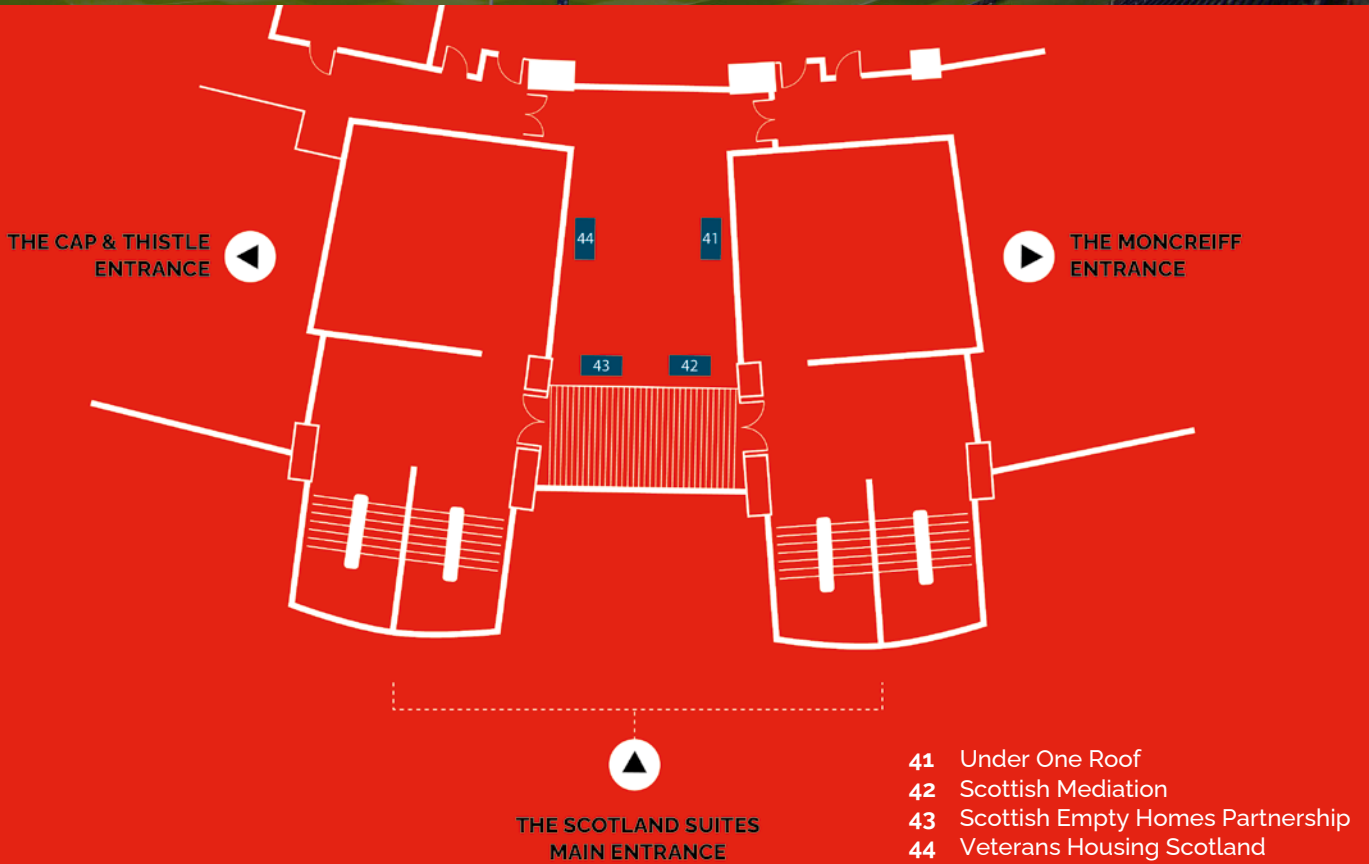 44
41
THE CAP & THISTLE
ENTRANCE
THE MONCREIFF
ENTRANCE
43
42
THE SCOTLAND SUITES
MAIN ENTRANCE
41 Under One Roof
42 Scottish Mediation
43 Scottish Empty Homes Partnership
44 Veterans Housing Scotland